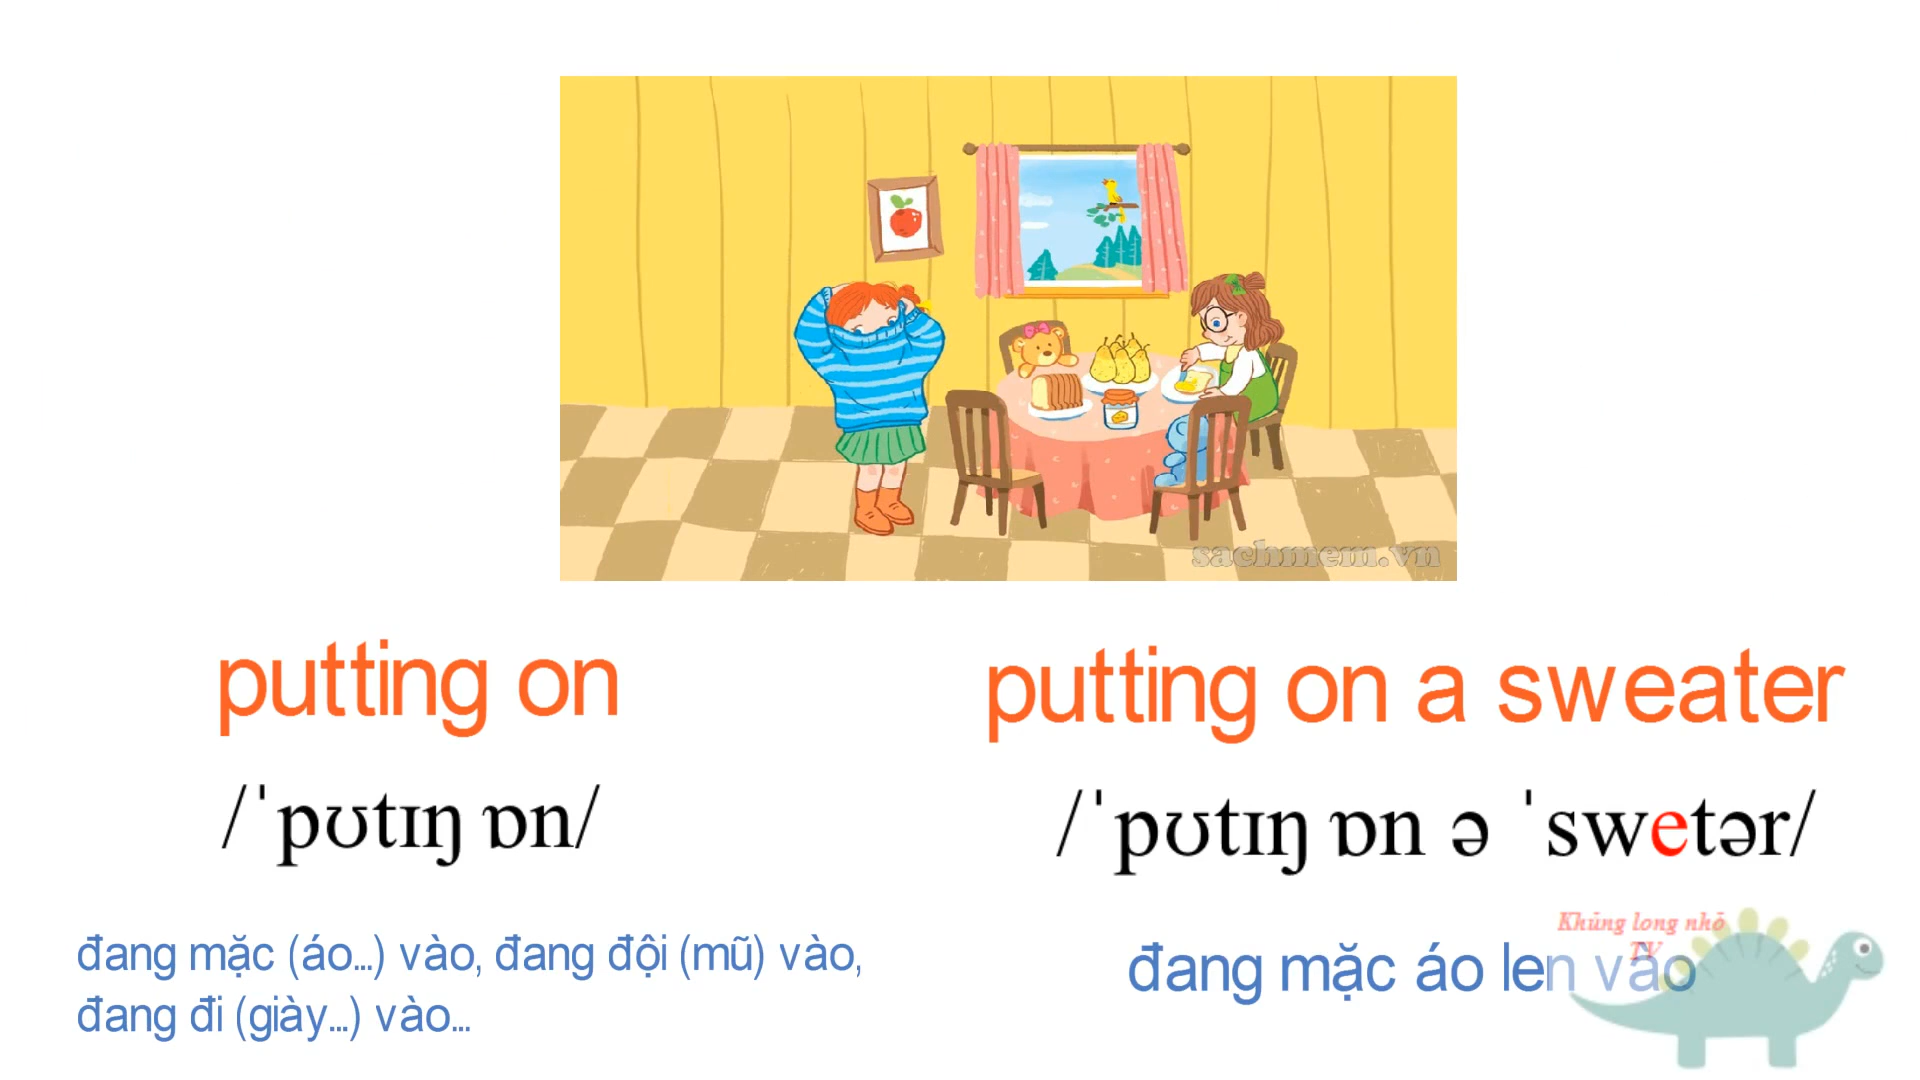 sachmem.vn
putting on
/ˈpʊtɪŋ ɒn/
đang mặc (áo...) vào, đang đội (mũ) vào,
đang đi (giày...) vào...
putting on a sweater
/ˈpʊtɪŋ ɒn ə ˈswetər/
đang mặc áo len vào
Khủng long nhỏ
TV